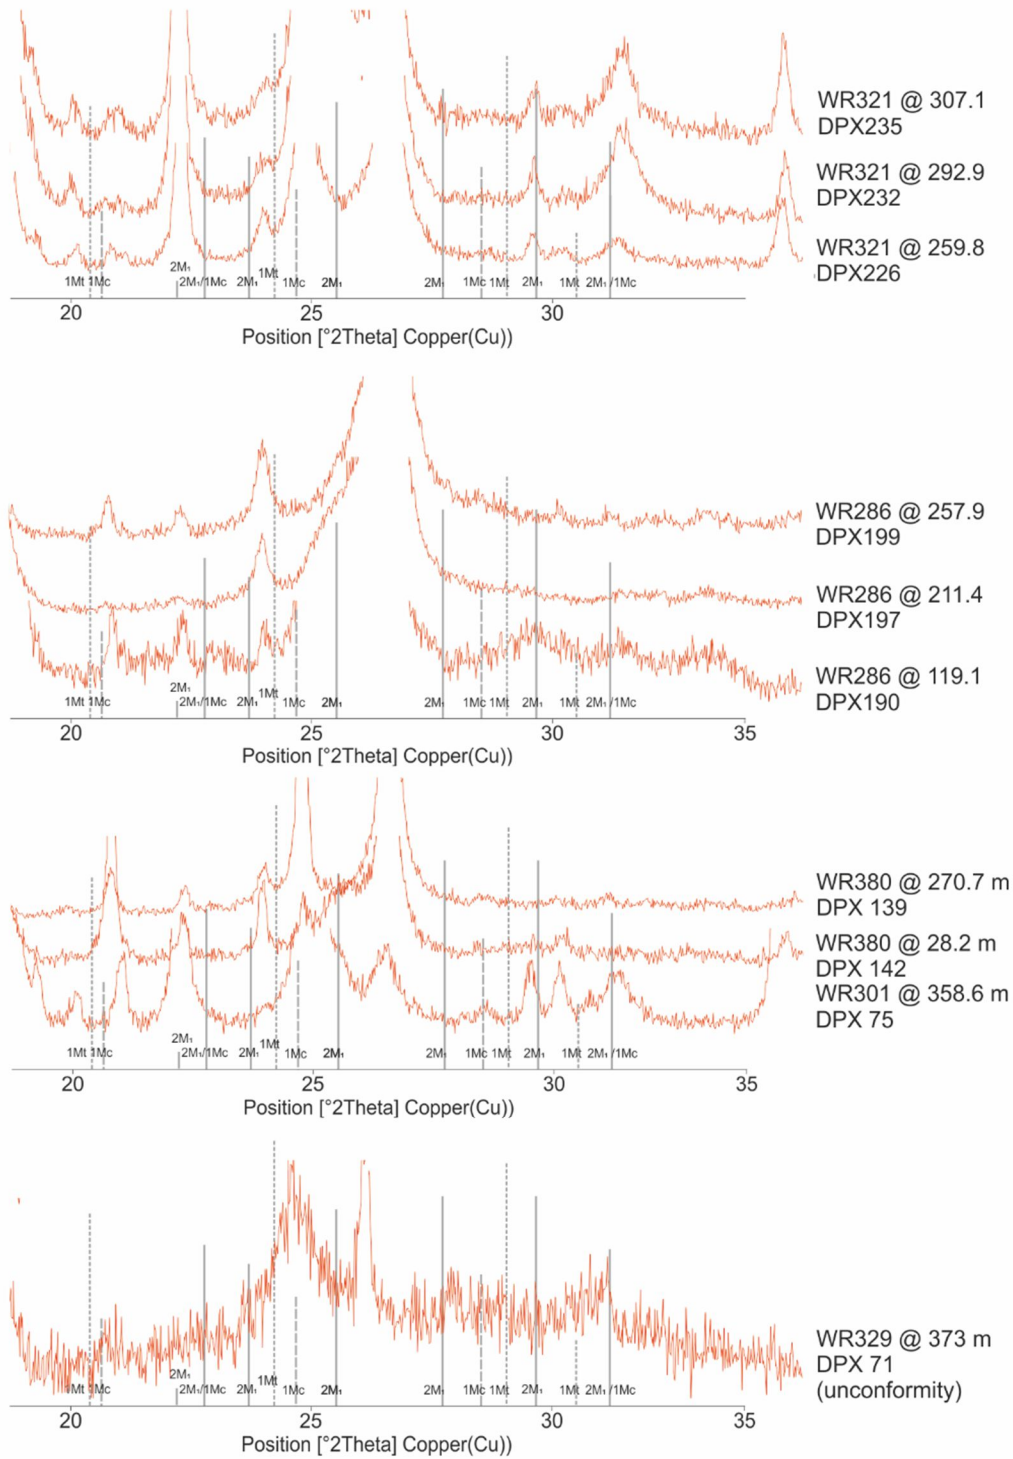 WR321 @ 307.1
DPX235
WR321 @ 292.9
DPX232
WR321 @ 259.8
DPX226
2M₁
1Mt 1Mc 2M₁/1Mc 2M₁ 1Mt 1Mc 2M₁ 2M₁ 1Mc 1Mt 2M₁ 1Mt 2M₁/1Mc
20 25 30
Position [°2Theta] Copper(Cu))
WR286 @ 257.9
DPX199
WR286 @ 211.4
DPX197
WR286 @ 119.1
DPX190
2M₁
1Mt 1Mc 2M₁/1Mc 2M₁ 1Mt 1Mc 2M₁ 2M₁ 1Mc 1Mt 2M₁ 1Mt 2M₁/1Mc
20 25 30 35
Position [°2Theta] Copper(Cu))
WR380 @ 270.7 m
DPX 139
WR380 @ 28.2 m
DPX 142
WR301 @ 358.6 m
DPX 75
2M₁
1Mt 1Mc 2M₁/1Mc 2M₁ 1Mt 1Mc 2M₁ 2M₁ 1Mc 1Mt 2M₁ 1Mt 2M₁/1Mc
20 25 30 35
Position [°2Theta] Copper(Cu))
WR329 @ 373 m
DPX 71
(unconformity)
2M₁
1Mt 1Mc 2M₁/1Mc 2M₁ 1Mt 1Mc 2M₁ 2M₁ 1Mc 1Mt 2M₁ 1Mt 2M₁/1Mc
20 25 30 35
Position [°2Theta] Copper(Cu))